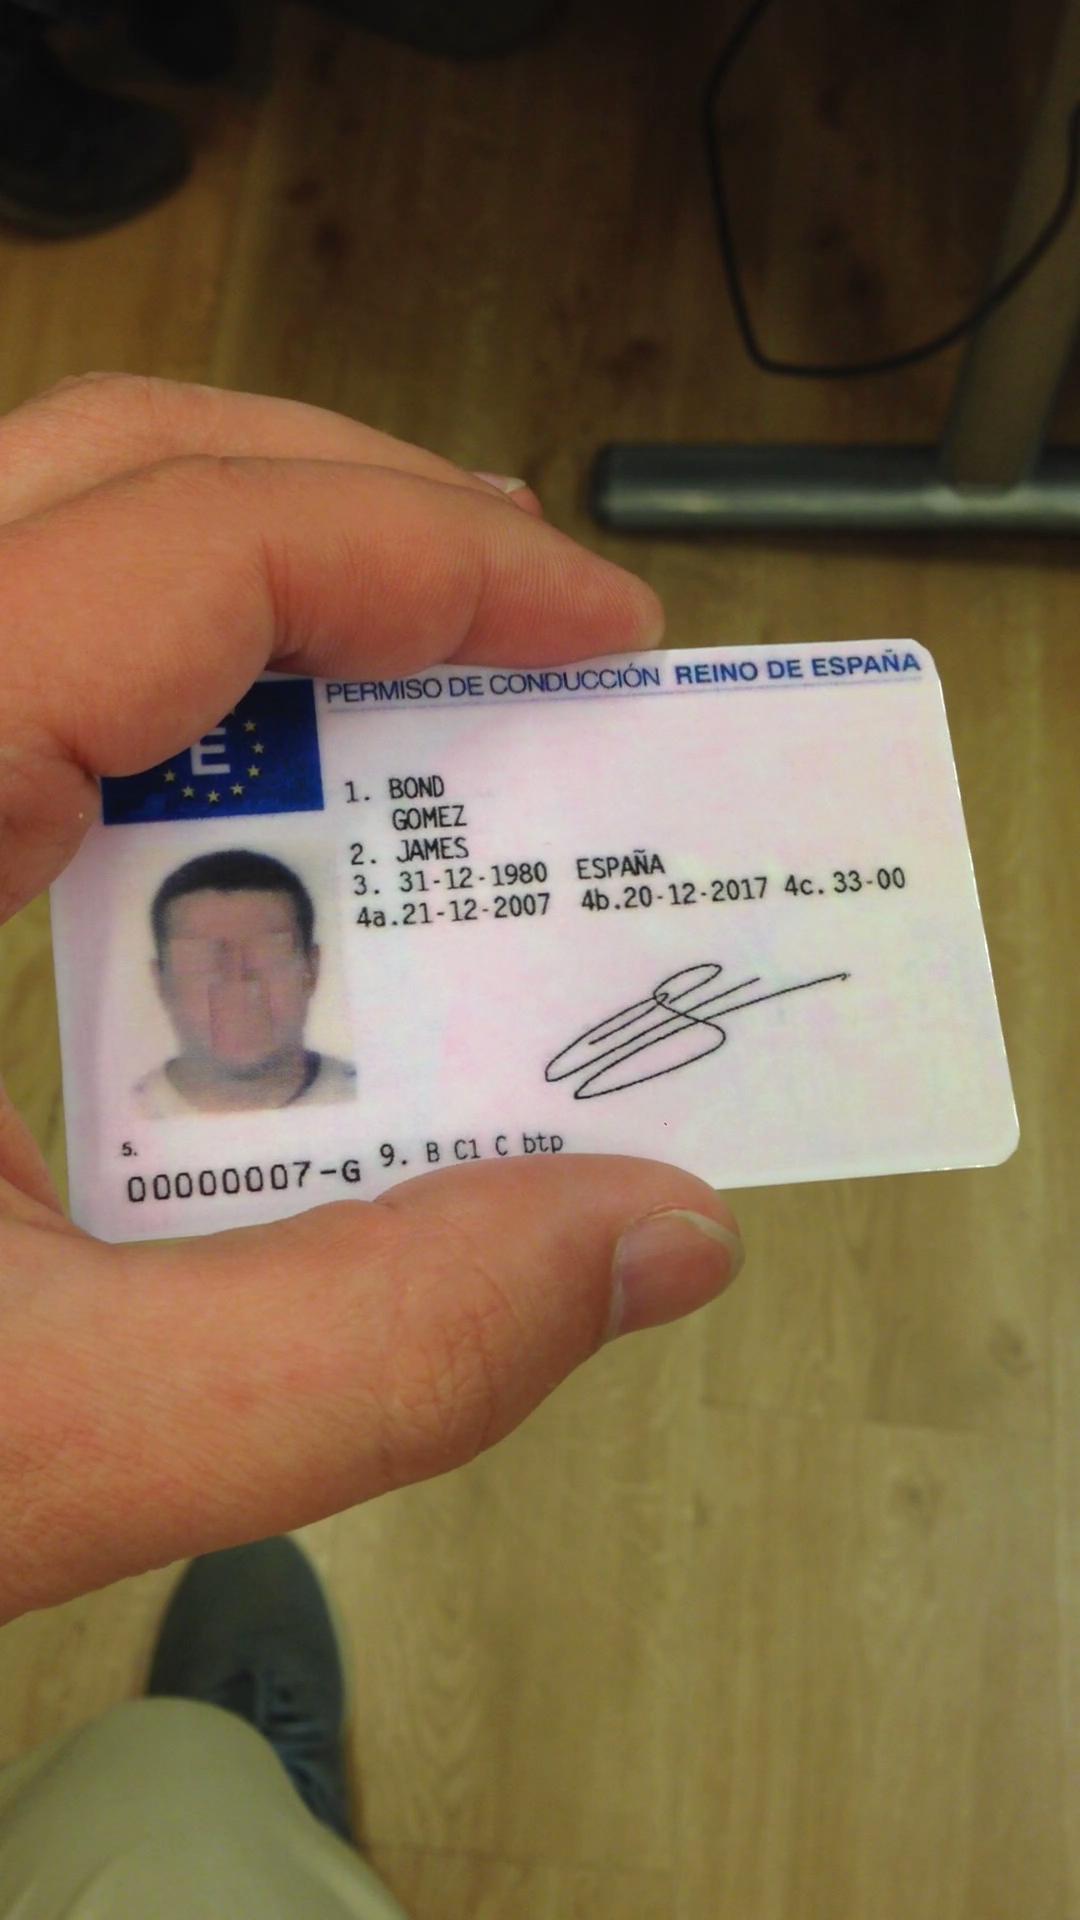 PERMISO DE CONDUCCIÓN REINO DE ESPAÑA
E
1. BOND
GOMEZ
2. JAMES
3. 31-12-1980 ESPAÑA
4a.21-12-2007 4b.20-12-2017 4c.33-00
5.
00000007-G 9. B C1 C btp